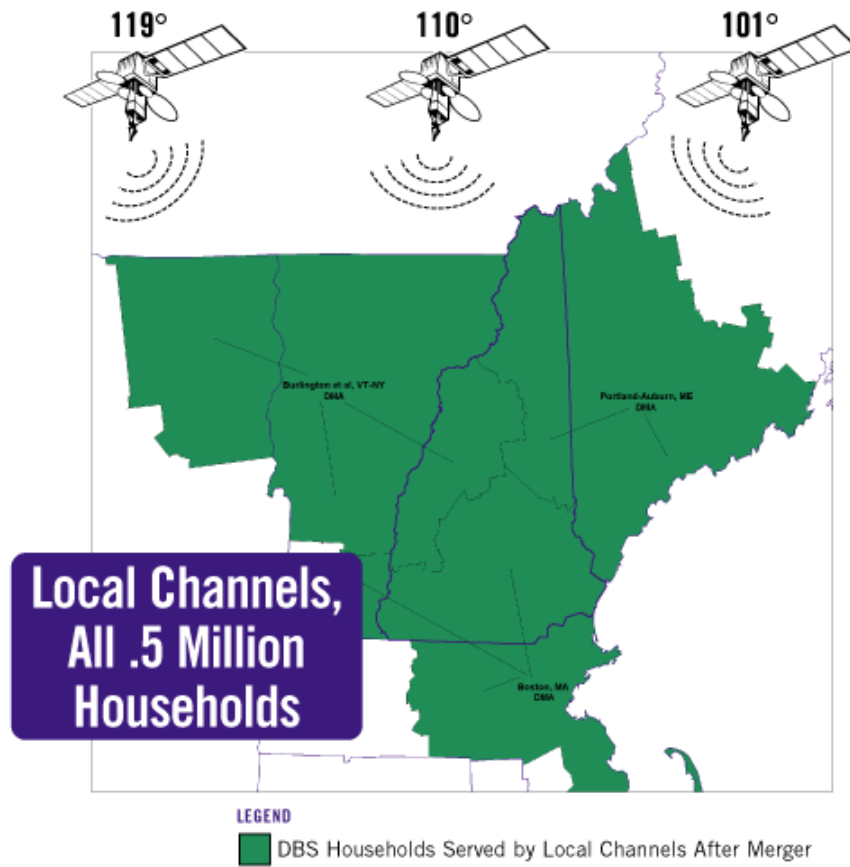 119°
110°
101°
Burlington et al, VT-NY
DMA
Portland-Auburn, ME
DMA
Local Channels,
All .5 Million
Households
Boston, MA
DMA
LEGEND
DBS Households Served by Local Channels After Merger